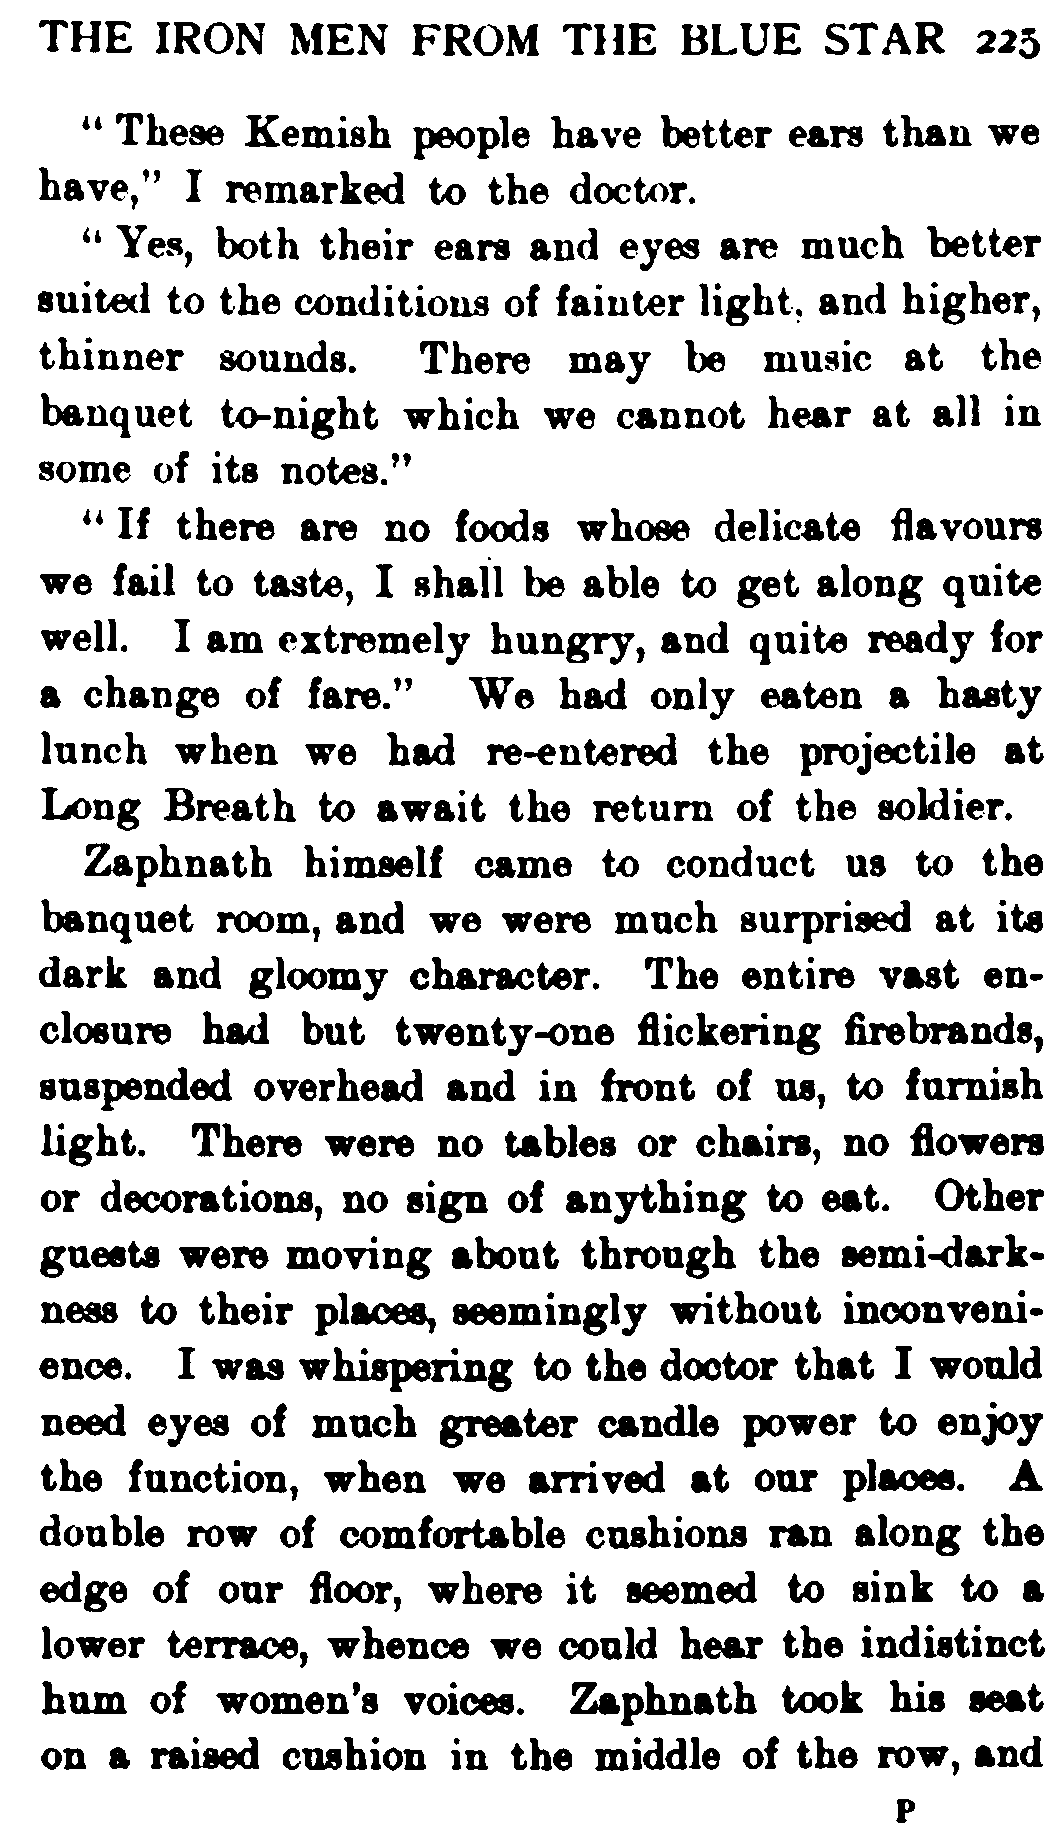 THE IRON MEN FROM THE BLUE STAR 225
“These Kemish people have better ears than we
have,” I remarked to the doctor.
“Yes, both their ears and eyes are much better
suited to the conditions of fainter light, and higher,
thinner sounds. There may be music at the
banquet to-night which we cannot hear at all in
some of its notes.”
“If there are no foods whose delicate flavours
we fail to taste, I shall be able to get along quite
well. I am extremely hungry, and quite ready for
a change of fare.” We had only eaten a hasty
lunch when we had re-entered the projectile at
Long Breath to await the return of the soldier.
Zaphnath himself came to conduct us to the
banquet room, and we were much surprised at its
dark and gloomy character. The entire vast en-
closure had but twenty-one flickering firebrands,
suspended overhead and in front of us, to furnish
light. There were no tables or chairs, no flowers
or decorations, no sign of anything to eat. Other
guests were moving about through the semi-dark-
ness to their places, seemingly without inconveni-
ence. I was whispering to the doctor that I would
need eyes of much greater candle power to enjoy
the function, when we arrived at our places. A
double row of comfortable cushions ran along the
edge of our floor, where it seemed to sink to a
lower terrace, whence we could hear the indistinct
hum of women's voices. Zaphnath took his seat
on a raised cushion in the middle of the row, and
P